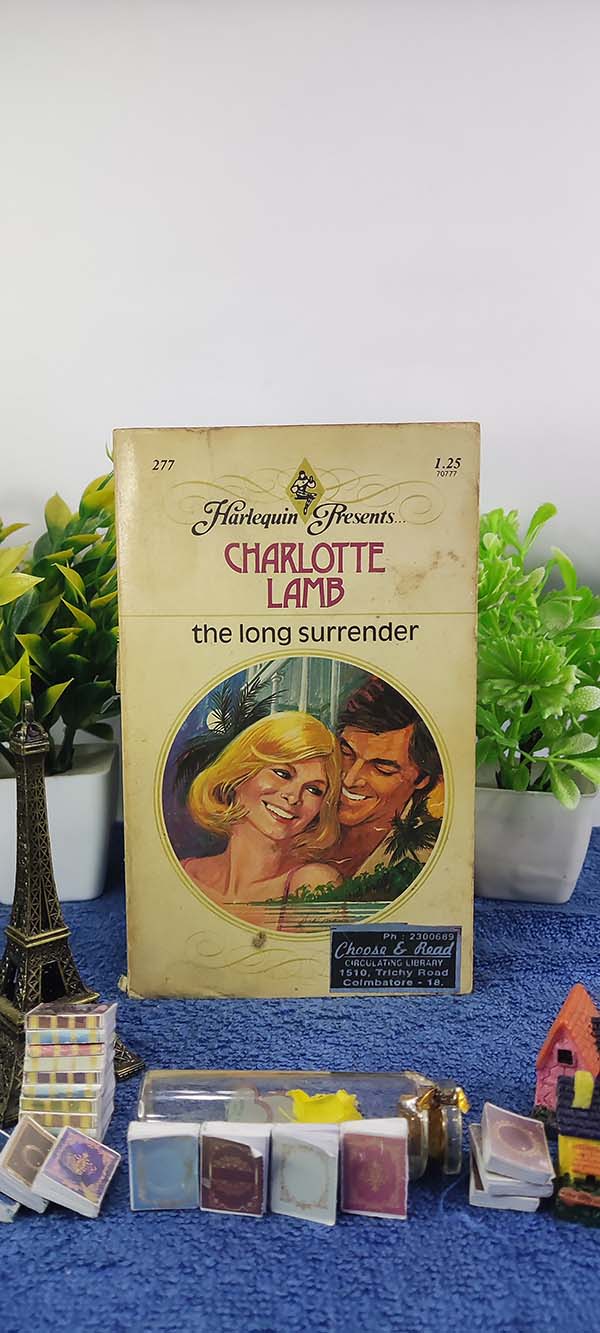 277
1.25
70777
Harlequin Presents...
CHARLOTTE
LAMB
the long surrender
Ph : 2300689
Choose & Read
CIRCULATING LIBRARY
1510, Trichy Road
Coimbatore - 18.